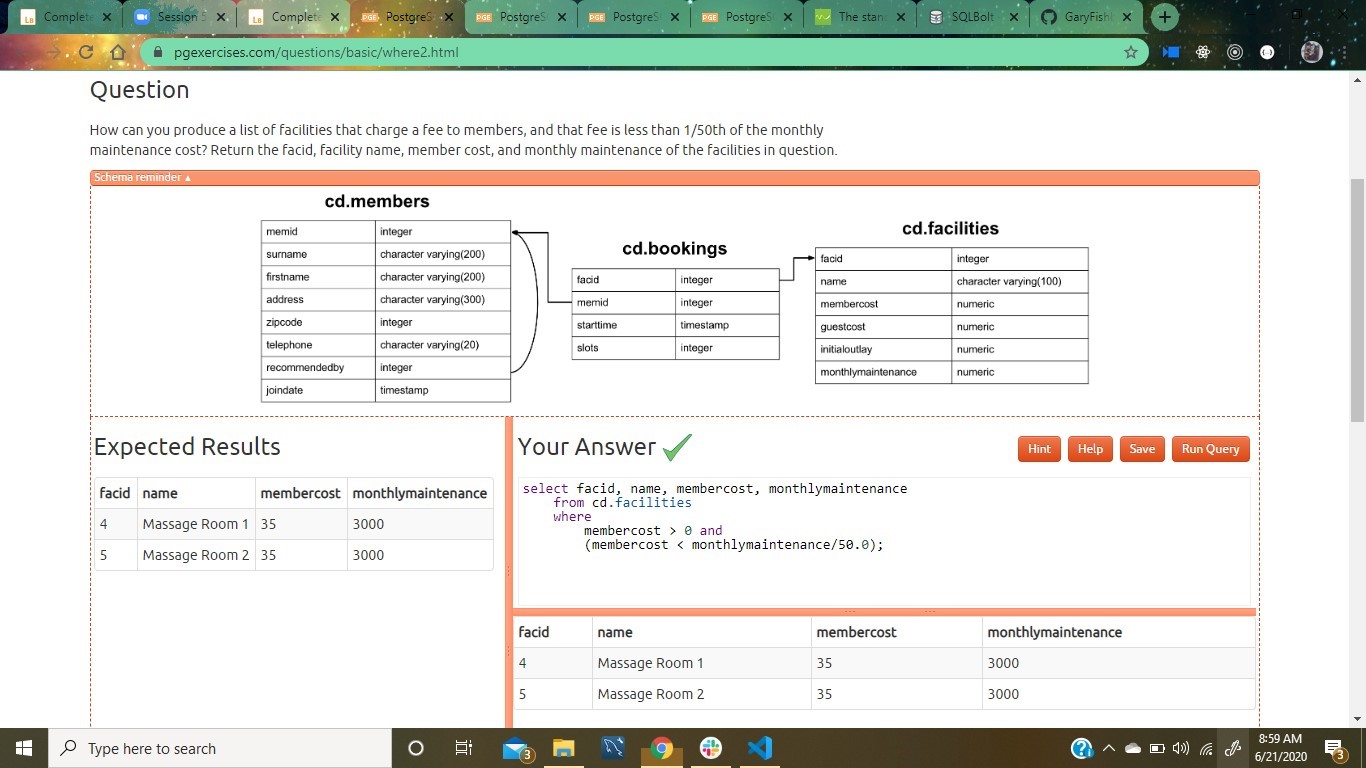 Complete
Session 5
Complete
PGE PostgreS
PGE PostgreS
PGE PostgreS
PGE PostgreS
The stan
SQLBolt
GaryFishl
pgexercises.com/questions/basic/where2.html
Question
How can you produce a list of facilities that charge a fee to members, and that fee is less than 1/50th of the monthly
maintenance cost? Return the facid, facility name, member cost, and monthly maintenance of the facilities in question.
Schema reminder ▴
cd.members
memid integer
surname character varying(200)
firstname character varying(200)
address character varying(300)
zipcode integer
telephone character varying(20)
recommendedby integer
joindate timestamp
cd.bookings
facid integer
memid integer
starttime timestamp
slots integer
cd.facilities
facid integer
name character varying(100)
membercost numeric
guestcost numeric
initialoutlay numeric
monthlymaintenance numeric
Expected Results
facid name membercost monthlymaintenance
4 Massage Room 1 35 3000
5 Massage Room 2 35 3000
Your Answer
Hint Help Save Run Query
select facid, name, membercost, monthlymaintenance
from cd.facilities
where
membercost > 0 and
(membercost < monthlymaintenance/50.0);
facid name membercost monthlymaintenance
4 Massage Room 1 35 3000
5 Massage Room 2 35 3000
Type here to search
3
8:59 AM
6/21/2020
3